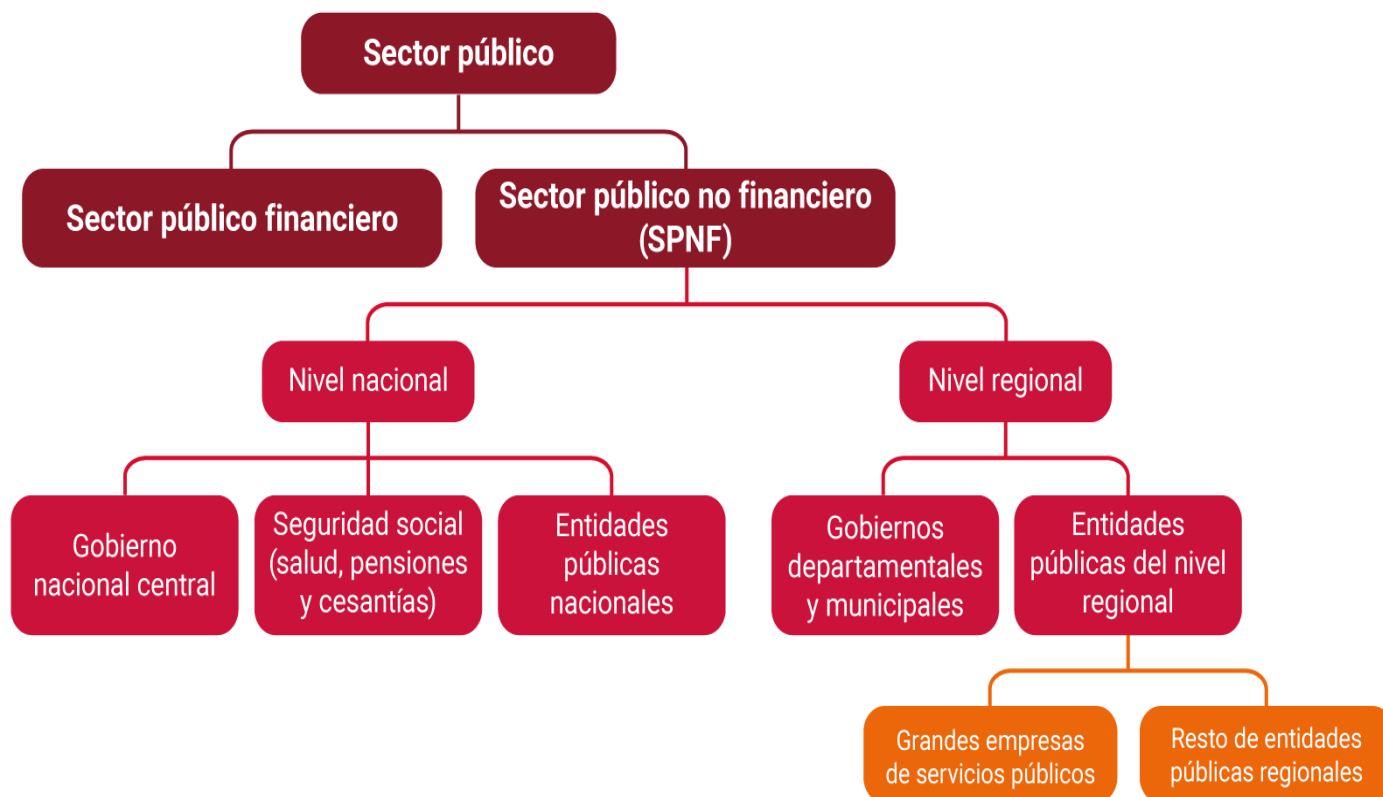 Sector público
Sector público financiero
Sector público no financiero
(SPNF)
Nivel nacional
Nivel regional
Gobierno
nacional central
Seguridad social
(salud, pensiones
y cesantías)
Entidades
públicas
nacionales
Gobiernos
departamentales
y municipales
Entidades
públicas del nivel
regional
Grandes empresas
de servicios públicos
Resto de entidades
públicas regionales